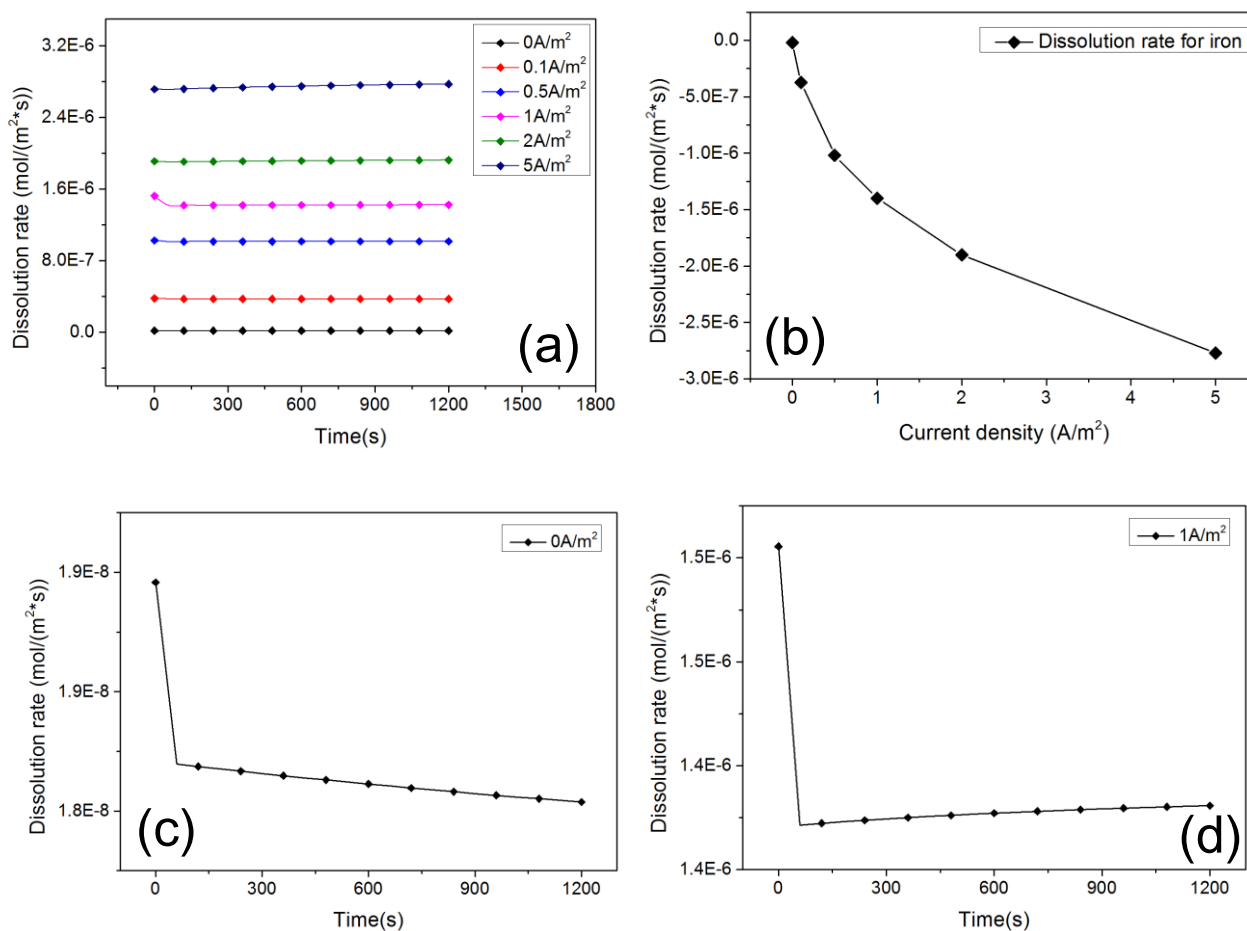 3.2E-6
2.4E-6
1.6E-6
8.0E-7
0.0
Dissolution rate (mol/(m²*s))
0A/m²
0.1A/m²
0.5A/m²
1A/m²
2A/m²
5A/m²
(a)
0 300 600 900 1200 1500 1800
Time(s)
0.0
-5.0E-7
-1.0E-6
-1.5E-6
-2.0E-6
-2.5E-6
-3.0E-6
Dissolution rate (mol/(m²*s))
Dissolution rate for iron
(b)
0 1 2 3 4 5
Current density (A/m²)
1.9E-8
1.9E-8
1.8E-8
Dissolution rate (mol/(m²*s))
0A/m²
(c)
0 300 600 900 1200
Time(s)
1.5E-6
1.5E-6
1.4E-6
1.4E-6
Dissolution rate (mol/(m²*s))
1A/m²
(d)
0 300 600 900 1200
Time(s)